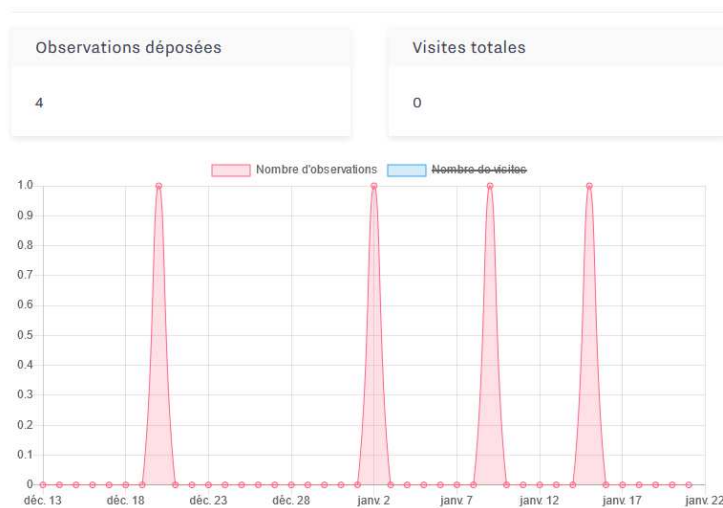 Observations déposées
Visites totales
4
0
Nombre d'observations
Nombre de visites
1.0
0.9
0.8
0.7
0.6
0.5
0.4
0.3
0.2
0.1
0
déc. 13 déc. 18 déc. 23 déc. 28 janv. 2 janv. 7 janv. 12 janv. 17 janv. 22